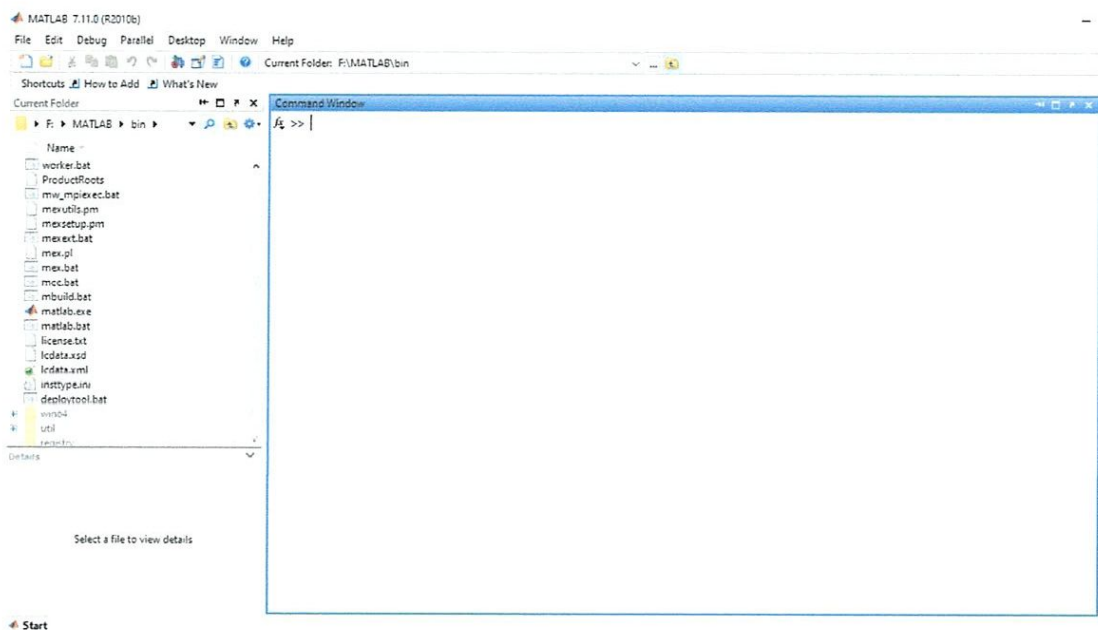 MATLAB 7.11.0 (R2010b)
File Edit Debug Parallel Desktop Window Help
Current Folder: F:\MATLAB\bin
Shortcuts How to Add What's New
Current Folder
F: MATLAB bin
Name
worker.bat
ProductRoots
mw_mpiexec.bat
mexutils.pm
mexsetup.pm
mexext.bat
mex.pl
mex.bat
mcc.bat
mbuild.bat
matlab.exe
matlab.bat
license.txt
lcdata.xsd
lcdata.xml
insttype.ini
deploytool.bat
win64
util
registry
Details
Select a file to view details
Start
Command Window
fx >>